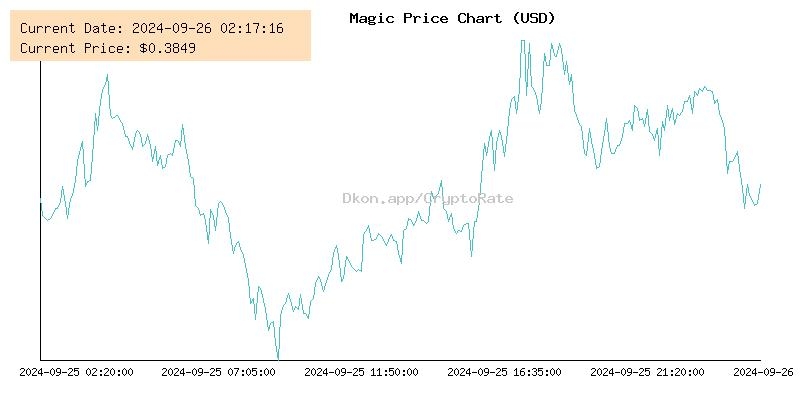 Magic Price Chart (USD)
Current Date: 2024-09-26 02:17:16
Current Price: $0.3849
Dkon.app/CryptoRate
2024-09-25 02:20:00 2024-09-25 07:05:00 2024-09-25 11:50:00 2024-09-25 16:35:00 2024-09-25 21:20:00 2024-09-26